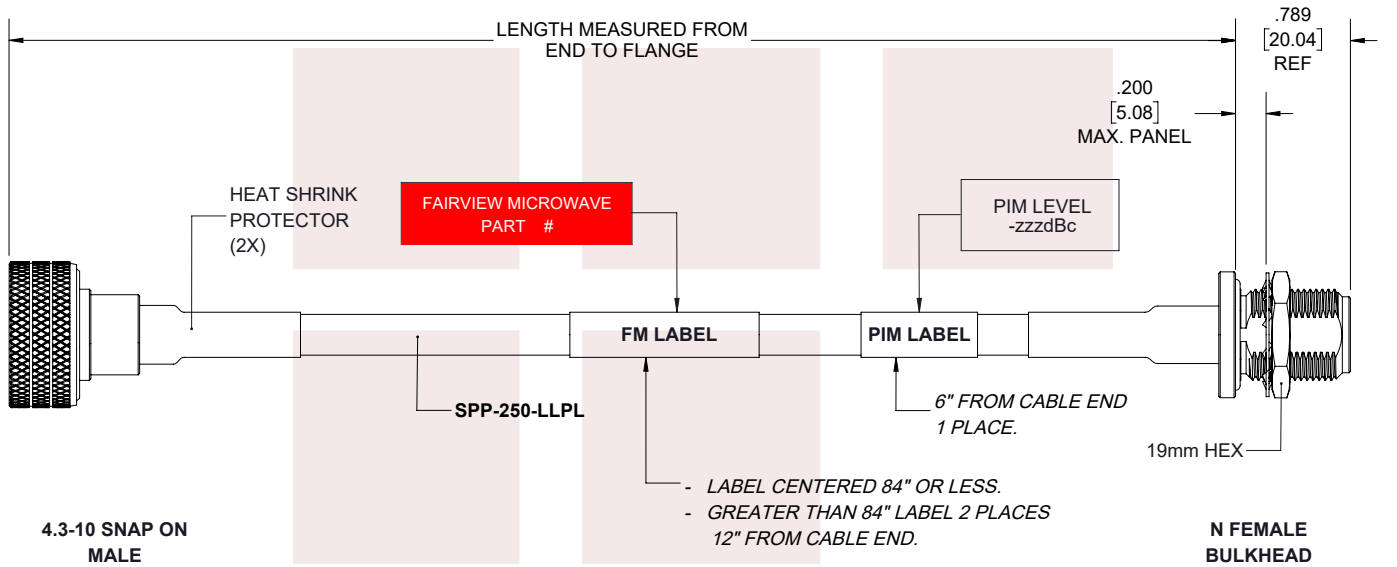 LENGTH MEASURED FROM
END TO FLANGE
.789
[20.04]
REF
.200
[5.08]
MAX. PANEL
HEAT SHRINK
PROTECTOR
(2X)
FAIRVIEW MICROWAVE
PART #
PIM LEVEL
-zzzdBc
FM LABEL
PIM LABEL
SPP-250-LLPL
6" FROM CABLE END
1 PLACE.
19mm HEX
- LABEL CENTERED 84" OR LESS.
- GREATER THAN 84" LABEL 2 PLACES
12" FROM CABLE END.
4.3-10 SNAP ON
MALE
N FEMALE
BULKHEAD